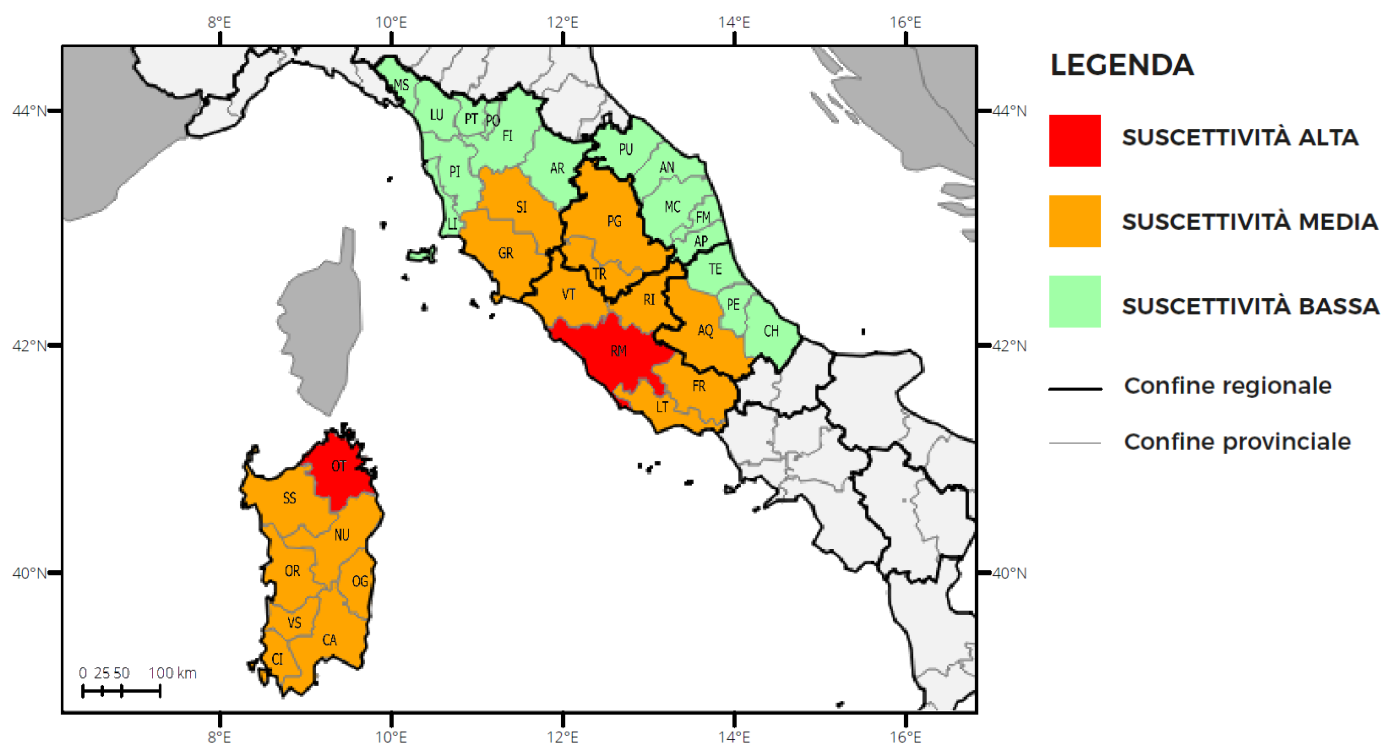 8°E 10°E 12°E 14°E 16°E
44°N 44°N
42°N 42°N
40°N 40°N
MS
LU PT PO
FI
PU
PI AR AN
SI PG MC FM
LI
AP
GR TR TE
VT RI PE
AQ CH
RM
FR
LT
OT
SS
NU
OR OG
VS
CA
CI
0 25 50 100 km
8°E 10°E 12°E 14°E 16°E
LEGENDA
SUSCETTIVITÀ ALTA
SUSCETTIVITÀ MEDIA
SUSCETTIVITÀ BASSA
Confine regionale
Confine provinciale